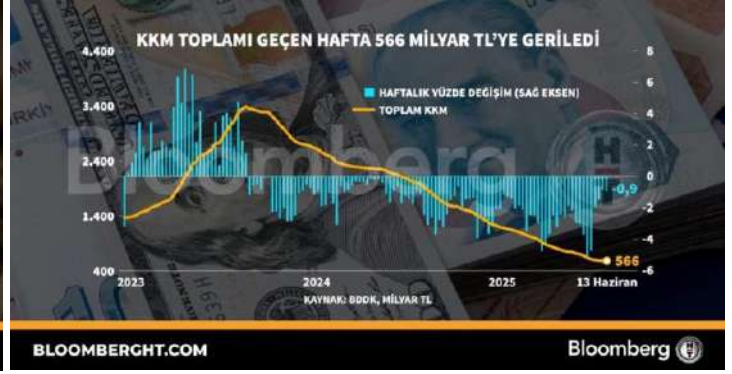 KKM TOPLAMI GEÇEN HAFTA 566 MİLYAR TL'YE GERİLEDİ
4.400
3.400
2.400
1.400
400
HAFTALIK YÜZDE DEĞİŞİM (SAĞ EKSEN)
TOPLAM KKM
8
6
4
2
0
-2
-4
-6
-0,9
566
Bloomberg
2023
2024
2025
13 Haziran
KAYNAK: BDDK, MİLYAR TL
BLOOMBERGHT.COM
Bloomberg HT